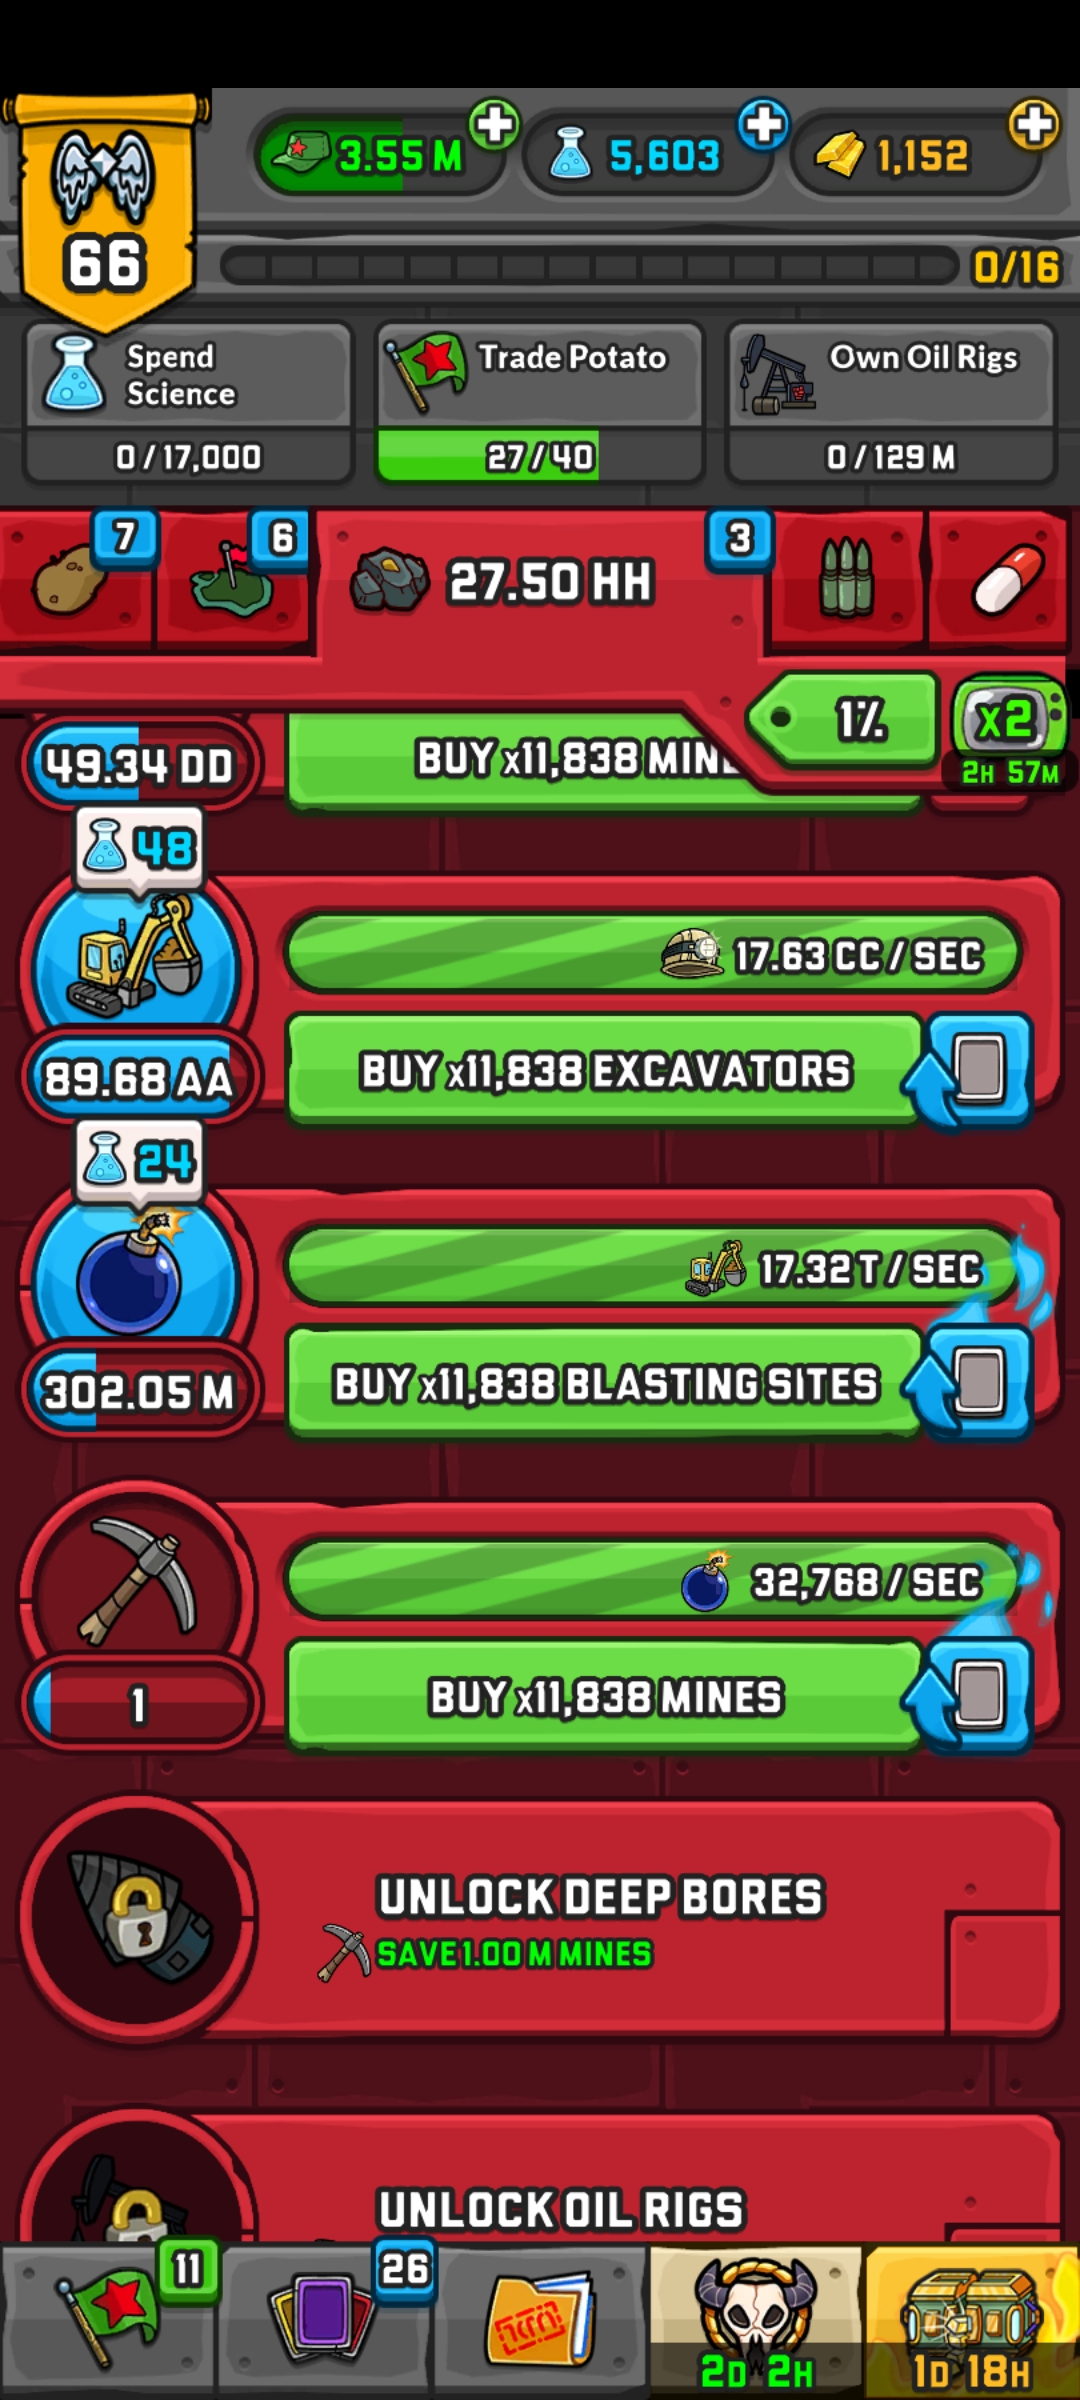 66
3.55 M
5,603
1,152
0/16
Spend
Science
0 / 17,000
Trade Potato
27 / 40
Own Oil Rigs
0 / 129 M
7
6
27.50 HH
3
1%
x2
2H 57M
49.34 DD
BUY x11,838 MIN
48
17.63 CC / SEC
89.68 AA
BUY x11,838 EXCAVATORS
24
17.32 T / SEC
302.05 M
BUY x11,838 BLASTING SITES
32,768 / SEC
1
BUY x11,838 MINES
UNLOCK DEEP BORES
SAVE 1.00 M MINES
UNLOCK OIL RIGS
11
26
2D 2H
1D 18H